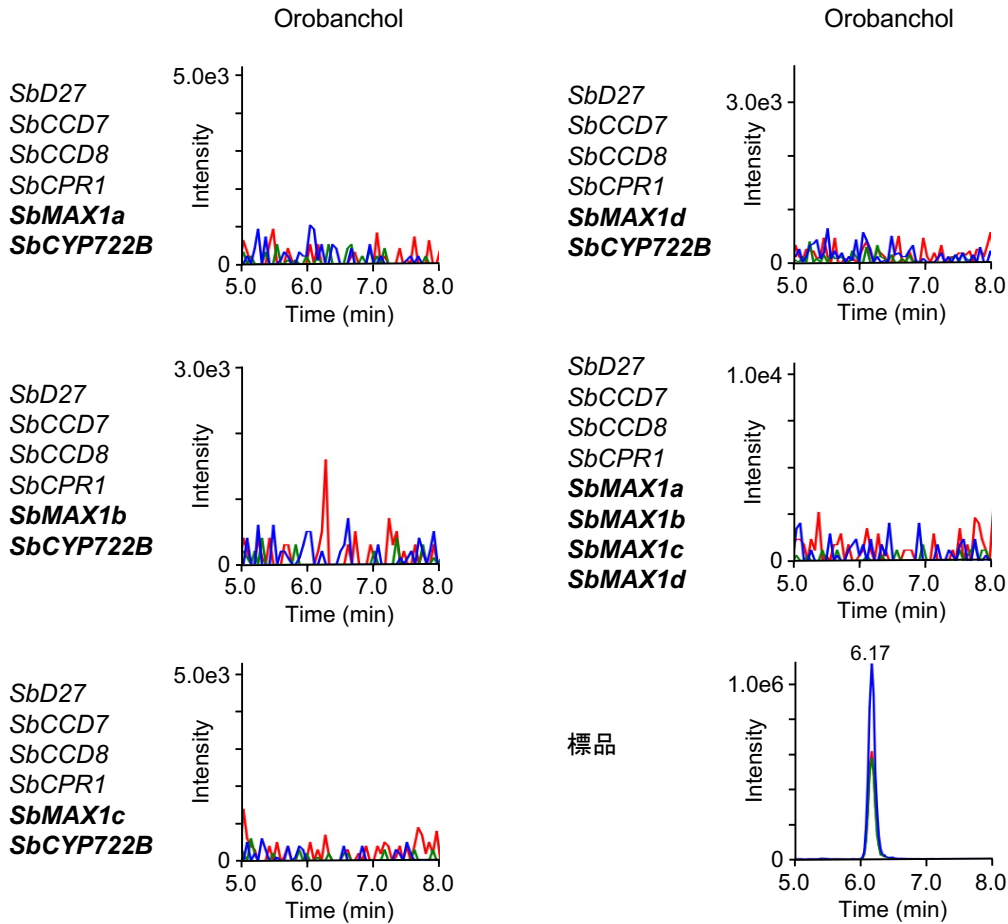 Orobanchol
SbD27
SbCCD7
SbCCD8
SbCPR1
SbMAX1a
SbCYP722B
5.0e3
Intensity
0
5.0 6.0 7.0 8.0
Time (min)
SbD27
SbCCD7
SbCCD8
SbCPR1
SbMAX1b
SbCYP722B
3.0e3
Intensity
0
5.0 6.0 7.0 8.0
Time (min)
SbD27
SbCCD7
SbCCD8
SbCPR1
SbMAX1c
SbCYP722B
5.0e3
Intensity
0
5.0 6.0 7.0 8.0
Time (min)
Orobanchol
SbD27
SbCCD7
SbCCD8
SbCPR1
SbMAX1d
SbCYP722B
3.0e3
Intensity
0
5.0 6.0 7.0 8.0
Time (min)
SbD27
SbCCD7
SbCCD8
SbCPR1
SbMAX1a
SbMAX1b
SbMAX1c
SbMAX1d
1.0e4
Intensity
0
5.0 6.0 7.0 8.0
Time (min)
標品
6.17
1.0e6
Intensity
0
5.0 6.0 7.0 8.0
Time (min)